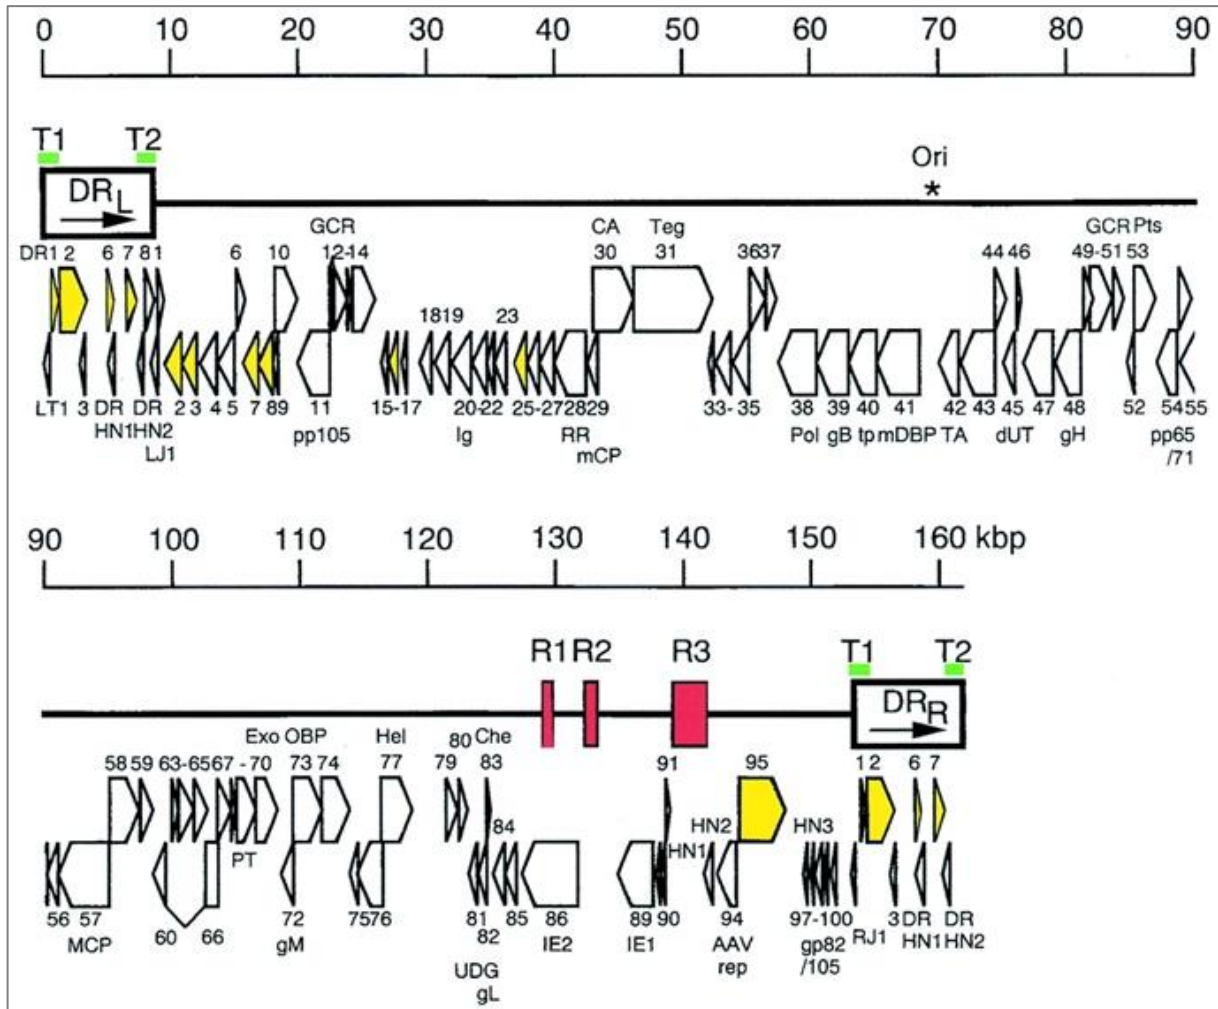 0 10 20 30 40 50 60 70 80 90
T1 T2
Ori
DRL *
GCR CA Teg GCR Pts
DR1 2 6 7 8 1 6 10 12-14 30 31 36 37 44 46 49-51 53
18 19 23
LT1 3 DR DR 2 3 4 5 7 8 9 11 15-17 20-22 25-27 28 29 33- 35 38 39 40 41 42 43 45 47 48 52 54 55
HN1 HN2 pp105 Ig RR Pol gB tp mDBP TA dUT gH pp65
LJ1 mCP /71
90 100 110 120 130 140 150 160 kbp
R1 R2 R3 T1 T2
DRR
Exo OBP Hel 80 Che
58 59 63-65 67 -70 73 74 77 79 83 91 95 1 2 6 7
84 HN2 HN3
PT HN1
56 57 60 66 72 75 76 81 85 86 89 90 94 97-100 RJ1 3 DR DR
MCP gM 82 IE2 IE1 AAV gp82 HN1 HN2
UDG rep /105
gL